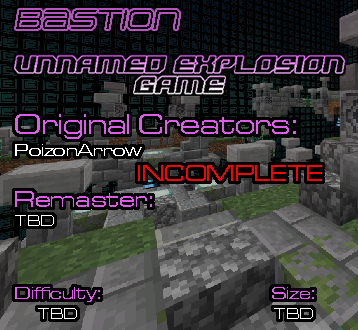 BASTION
UNNAMED EXPLOSION
GAME
Original Creators:
PoizonArrow
INCOMPLETE
Remaster:
TBD
Difficulty: Size:
TBD TBD